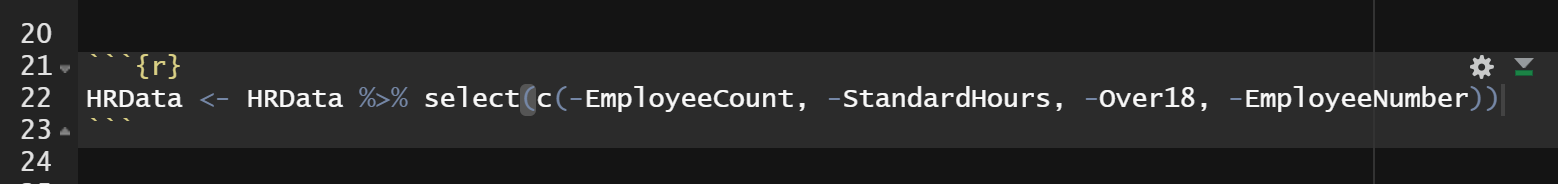 20
21 ```{r}
22 HRData <- HRData %>% select(c(-EmployeeCount, -StandardHours, -Over18, -EmployeeNumber))
23 ```
24